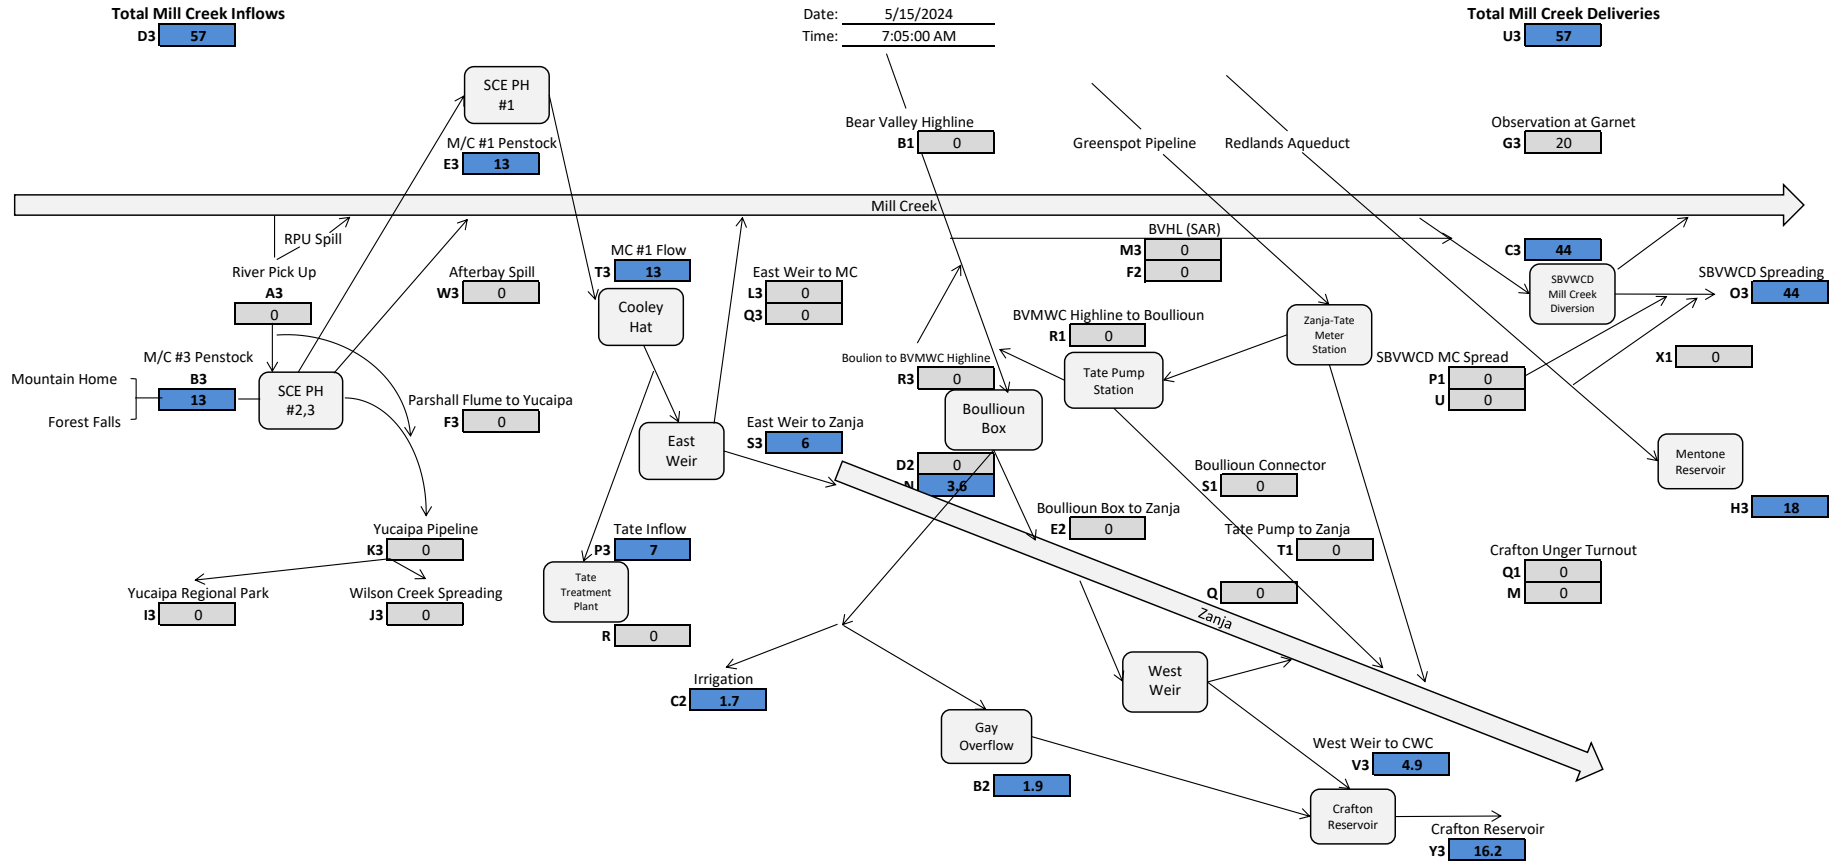 Total Mill Creek Inflows
D3 57
Date: 5/15/2024
Time: 7:05:00 AM
Total Mill Creek Deliveries
U3 57
SCE PH
#1
M/C #1 Penstock
E3 13
Bear Valley Highline
B1 0
Greenspot Pipeline
Redlands Aqueduct
Observation at Garnet
G3 20
Mill Creek
RPU Spill
River Pick Up
A3
0
Afterbay Spill
W3 0
MC #1 Flow
T3 13
Cooley
Hat
East Weir to MC
L3 0
Q3 0
BVHL (SAR)
M3 0
F2 0
C3 44
SBVWCD
Mill Creek
Diversion
SBVWCD Spreading
O3 44
BVMWC Highline to Boullioun
R1 0
Zanja-Tate
Meter
Station
M/C #3 Penstock
B3
13
Mountain Home
Forest Falls
SCE PH
#2,3
Parshall Flume to Yucaipa
F3 0
Boulion to BVMWC Highline
R3 0
Tate Pump
Station
SBVWCD MC Spread
P1 0
U 0
X1 0
Boullioun
Box
East
Weir
East Weir to Zanja
S3 6
D2 0
N 3.6
Boullioun Connector
S1 0
Mentone
Reservoir
H3 18
Boullioun Box to Zanja
E2 0
Tate Pump to Zanja
T1 0
Yucaipa Pipeline
K3 0
Tate Inflow
P3 7
Crafton Unger Turnout
Q1 0
M 0
Yucaipa Regional Park
I3 0
Wilson Creek Spreading
J3 0
Tate
Treatment
Plant
R 0
Q 0
Zanja
Irrigation
C2 1.7
West
Weir
Gay
Overflow
B2 1.9
West Weir to CWC
V3 4.9
Crafton
Reservoir
Crafton Reservoir
Y3 16.2